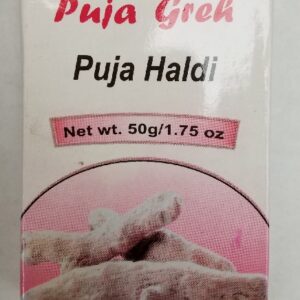 Puja Greh
Puja Haldi
Net wt. 50g/1.75 oz